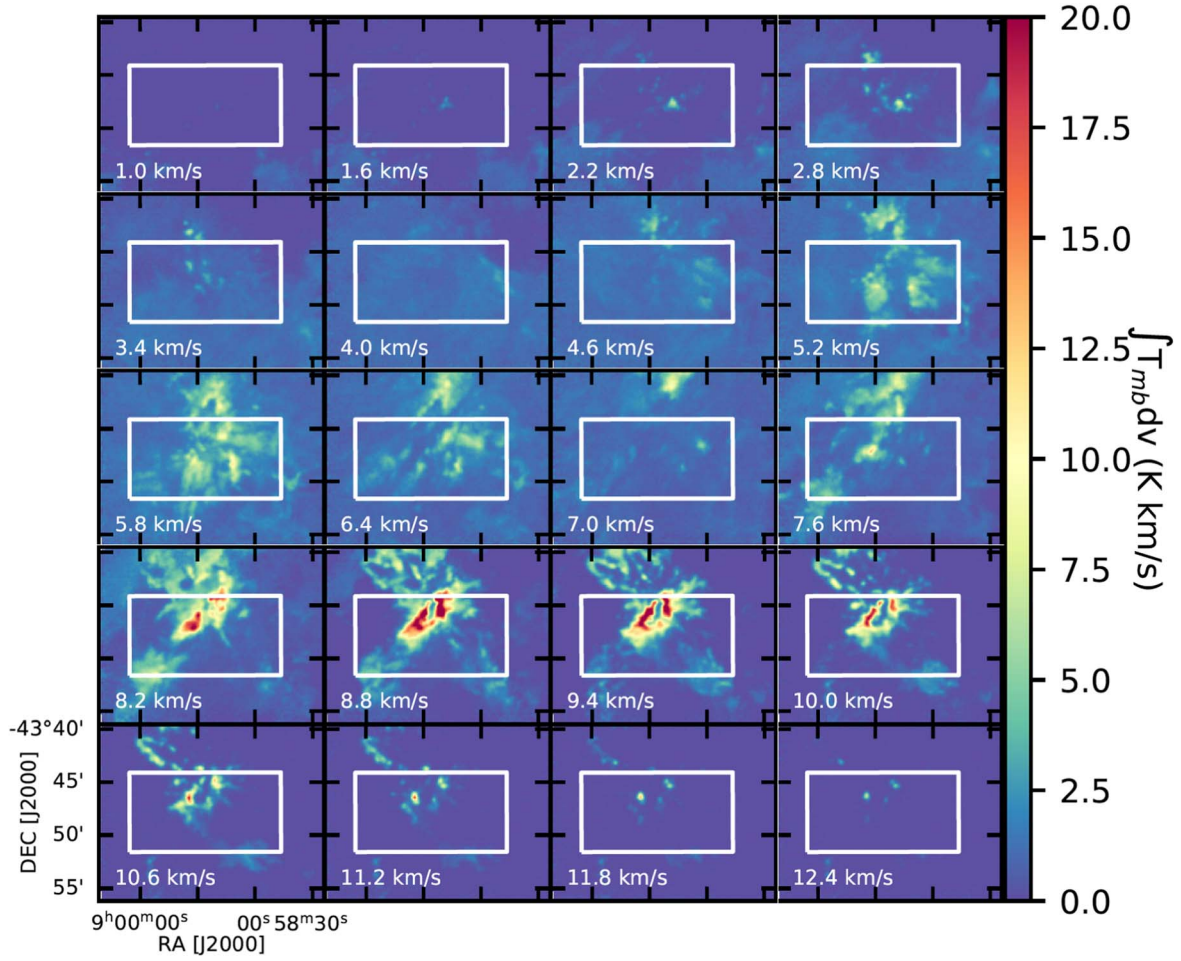 1.0 km/s
1.6 km/s
2.2 km/s
2.8 km/s
3.4 km/s
4.0 km/s
4.6 km/s
5.2 km/s
5.8 km/s
6.4 km/s
7.0 km/s
7.6 km/s
8.2 km/s
8.8 km/s
9.4 km/s
10.0 km/s
10.6 km/s
11.2 km/s
11.8 km/s
12.4 km/s
-43°40'
45'
50'
55'
DEC [J2000]
9ʰ00ᵐ00ˢ
00ˢ58ᵐ30ˢ
RA [J2000]
20.0
17.5
15.0
12.5
10.0
7.5
5.0
2.5
0.0
∫T_mb dv (K km/s)